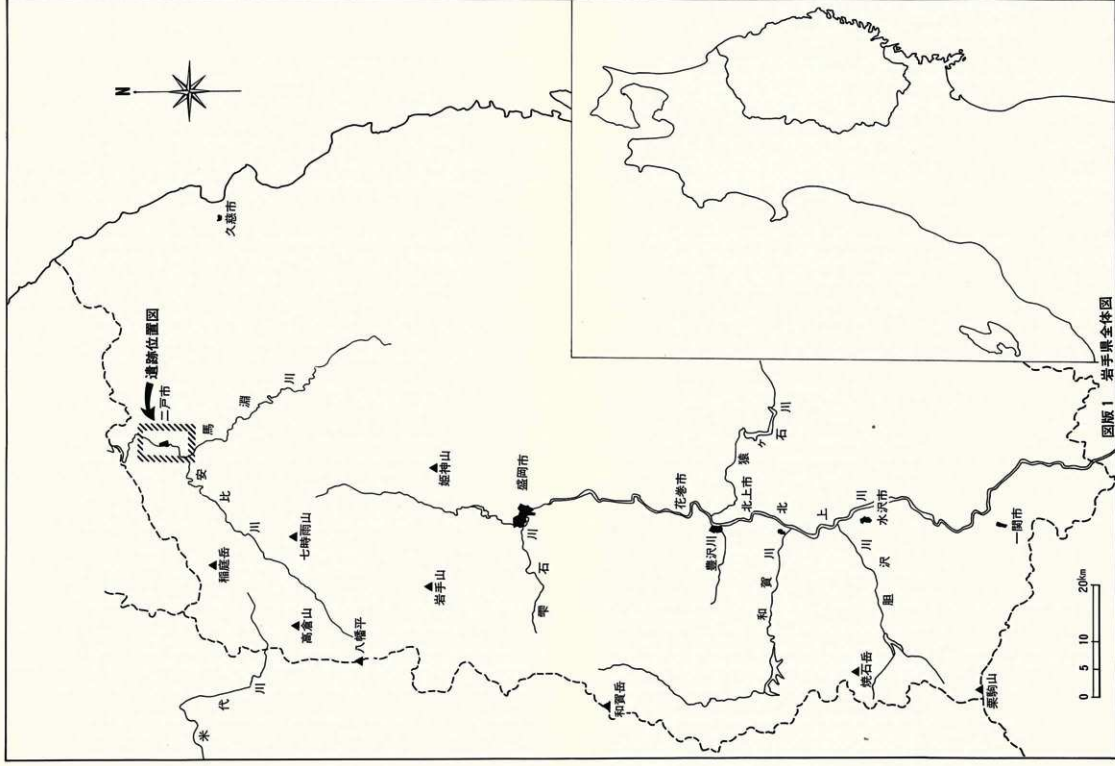 N
久慈市
遺跡位置図
二戸市
馬淵川
安比川
稲庭岳
七時雨山
高倉山
八幡平
米代川
姫神山
岩手山
盛岡市
雫石川
花巻市
豊沢川
猿ヶ石川
北上市
北上川
和賀川
和賀岳
水沢市
胆沢川
焼石岳
一関市
栗駒山
0 5 10 20km
図版1 岩手県全体図